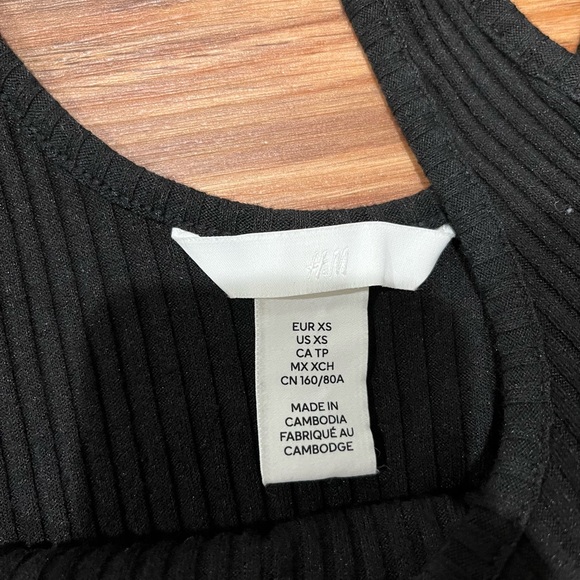 H&M
EUR XS
US XS
CA TP
MX XCH
CN 160/80A
MADE IN
CAMBODIA
FABRIQUÉ AU
CAMBODGE